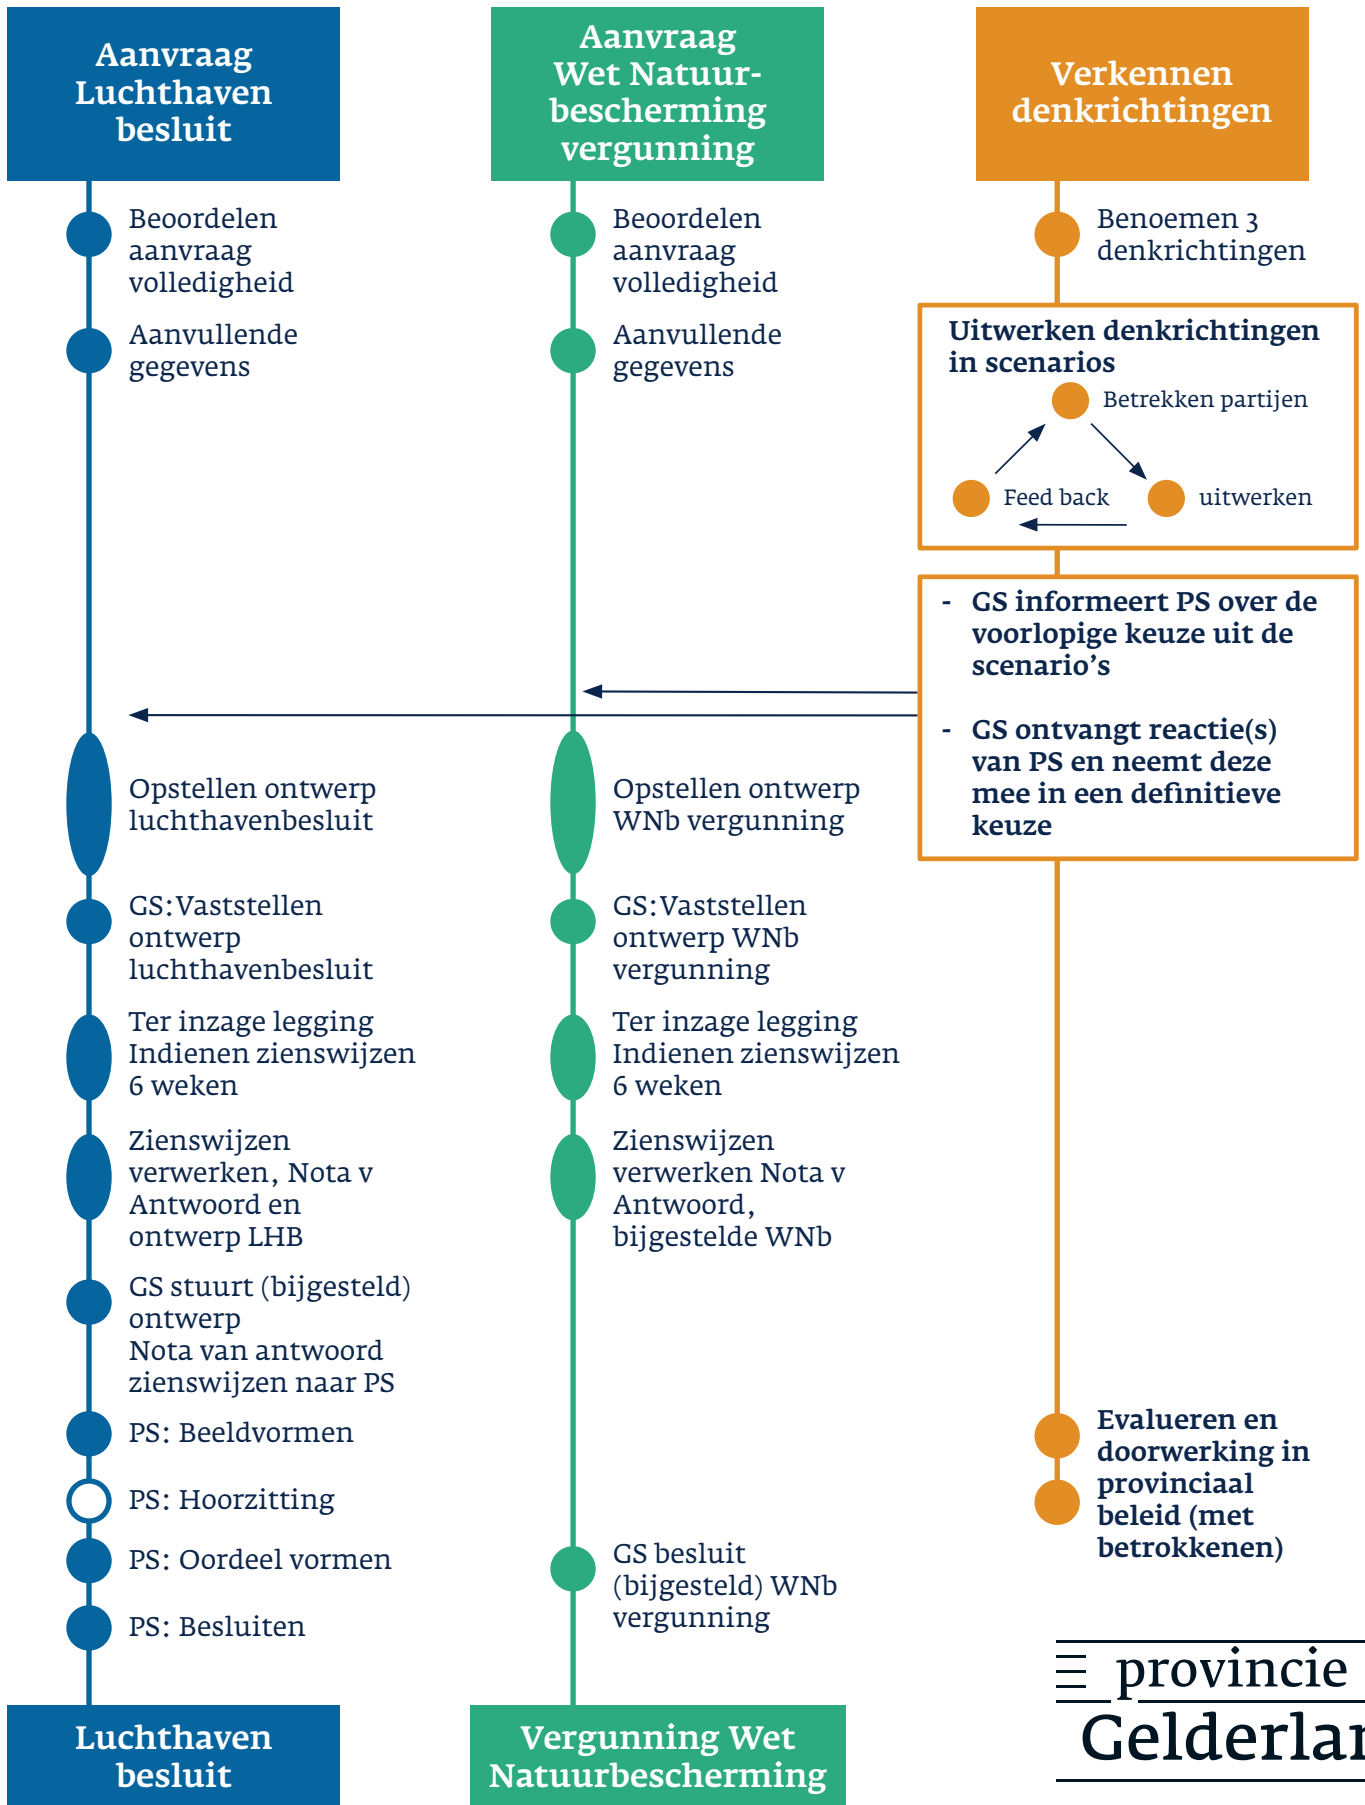 Aanvraag
Luchthaven
besluit
Beoordelen
aanvraag
volledigheid
Aanvullende
gegevens
Opstellen ontwerp
luchthavenbesluit
GS:Vaststellen
ontwerp
luchthavenbesluit
Ter inzage legging
Indienen zienswijzen
6 weken
Zienswijzen
verwerken, Nota v
Antwoord en
ontwerp LHB
GS stuurt (bijgesteld)
ontwerp
Nota van antwoord
zienswijzen naar PS
PS: Beeldvormen
PS: Hoorzitting
PS: Oordeel vormen
PS: Besluiten
Luchthaven
besluit
Aanvraag
Wet Natuur-
bescherming
vergunning
Beoordelen
aanvraag
volledigheid
Aanvullende
gegevens
Opstellen ontwerp
WNb vergunning
GS:Vaststellen
ontwerp WNb
vergunning
Ter inzage legging
Indienen zienswijzen
6 weken
Zienswijzen
verwerken Nota v
Antwoord,
bijgestelde WNb
GS besluit
(bijgesteld) WNb
vergunning
Vergunning Wet
Natuurbescherming
Verkennen
denkrichtingen
Benoemen 3
denkrichtingen
Uitwerken denkrichtingen
in scenarios
Betrekken partijen
Feed back
uitwerken
- GS informeert PS over de
voorlopige keuze uit de
scenario’s
- GS ontvangt reactie(s)
van PS en neemt deze
mee in een definitieve
keuze
Evalueren en
doorwerking in
provinciaal
beleid (met
betrokkenen)
provincie
Gelderlan